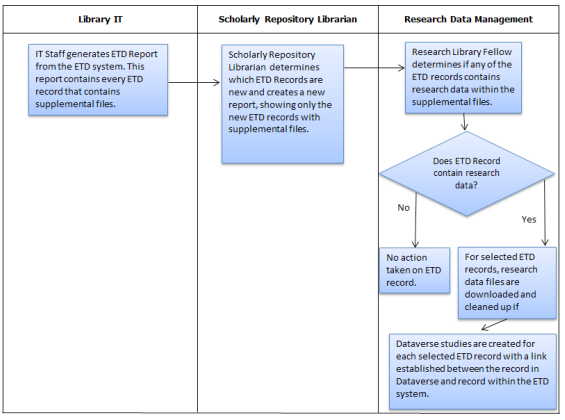 Library IT
Scholarly Repository Librarian
Research Data Management
IT Staff generates ETD Report
from the ETD system. This
report contains every ETD
record that contains
supplemental files.
Scholarly Repository
Librarian determines
which ETD Records are
new and creates a new
report, showing only the
new ETD records with
supplemental files.
Research Library Fellow
determines if any of the
ETD records contains
research data within the
supplemental files.
Does ETD Record
contain research
data?
No
Yes
No action
taken on ETD
record.
For selected ETD
records, research
data files are
downloaded and
cleaned up if
Dataverse studies are created for
each selected ETD record with a link
established between the record in
Dataverse and record within the ETD
system.